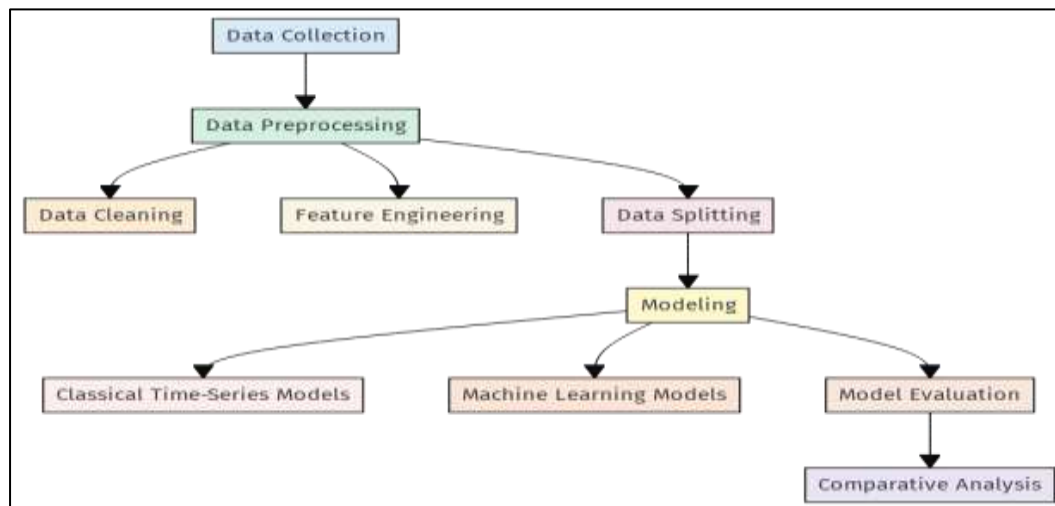 Data Collection
Data Preprocessing
Data Cleaning
Feature Engineering
Data Splitting
Modeling
Classical Time-Series Models
Machine Learning Models
Model Evaluation
Comparative Analysis